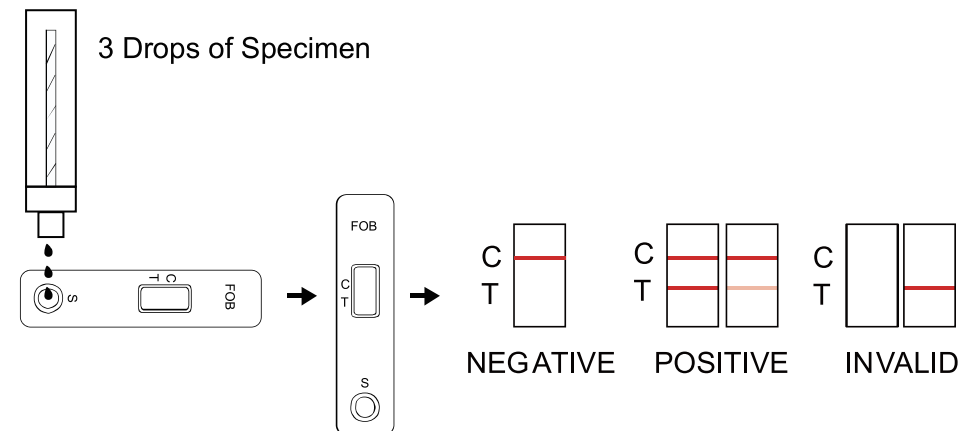 3 Drops of Specimen
S
C
T
FOB
FOB
C
T
S
C
T
NEGATIVE
C
T
POSITIVE
C
T
INVALID